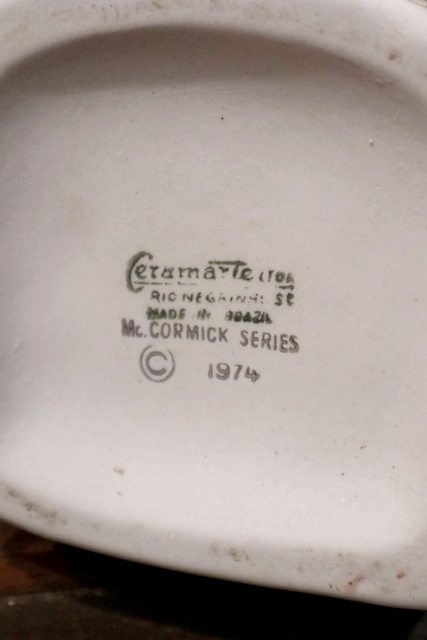 Ceramarte LTDA
RIO NEGRINHO SC
MADE IN BRAZIL
Mc. CORMICK SERIES
© 1974